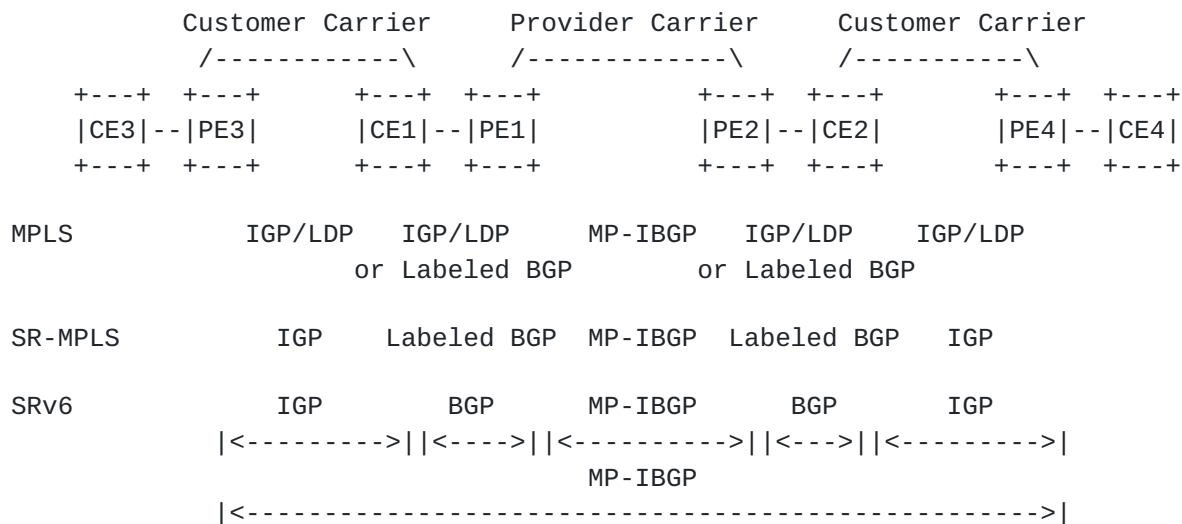 Customer Carrier     Provider Carrier     Customer Carrier
            /------------\      /-------------\      /-----------\
    +---+  +---+      +---+  +---+          +---+  +---+       +---+  +---+
    |CE3|--|PE3|      |CE1|--|PE1|          |PE2|--|CE2|       |PE4|--|CE4|
    +---+  +---+      +---+  +---+          +---+  +---+       +---+  +---+
MPLS           IGP/LDP   IGP/LDP     MP-IBGP   IGP/LDP   IGP/LDP
                      or Labeled BGP        or Labeled BGP
SR-MPLS          IGP    Labeled BGP  MP-IBGP  Labeled BGP   IGP
SRv6             IGP        BGP      MP-IBGP      BGP       IGP
             |<--------->||<---->||<---------->||<--->||<--------->|
                                     MP-IBGP
             |<--------------------------------------------------->|